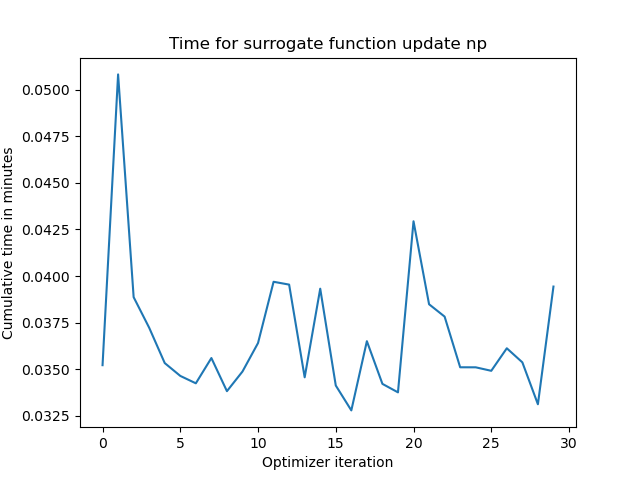 Time for surrogate function update np
Cumulative time in minutes
0.0500
0.0475
0.0450
0.0425
0.0400
0.0375
0.0350
0.0325
0 5 10 15 20 25 30
Optimizer iteration